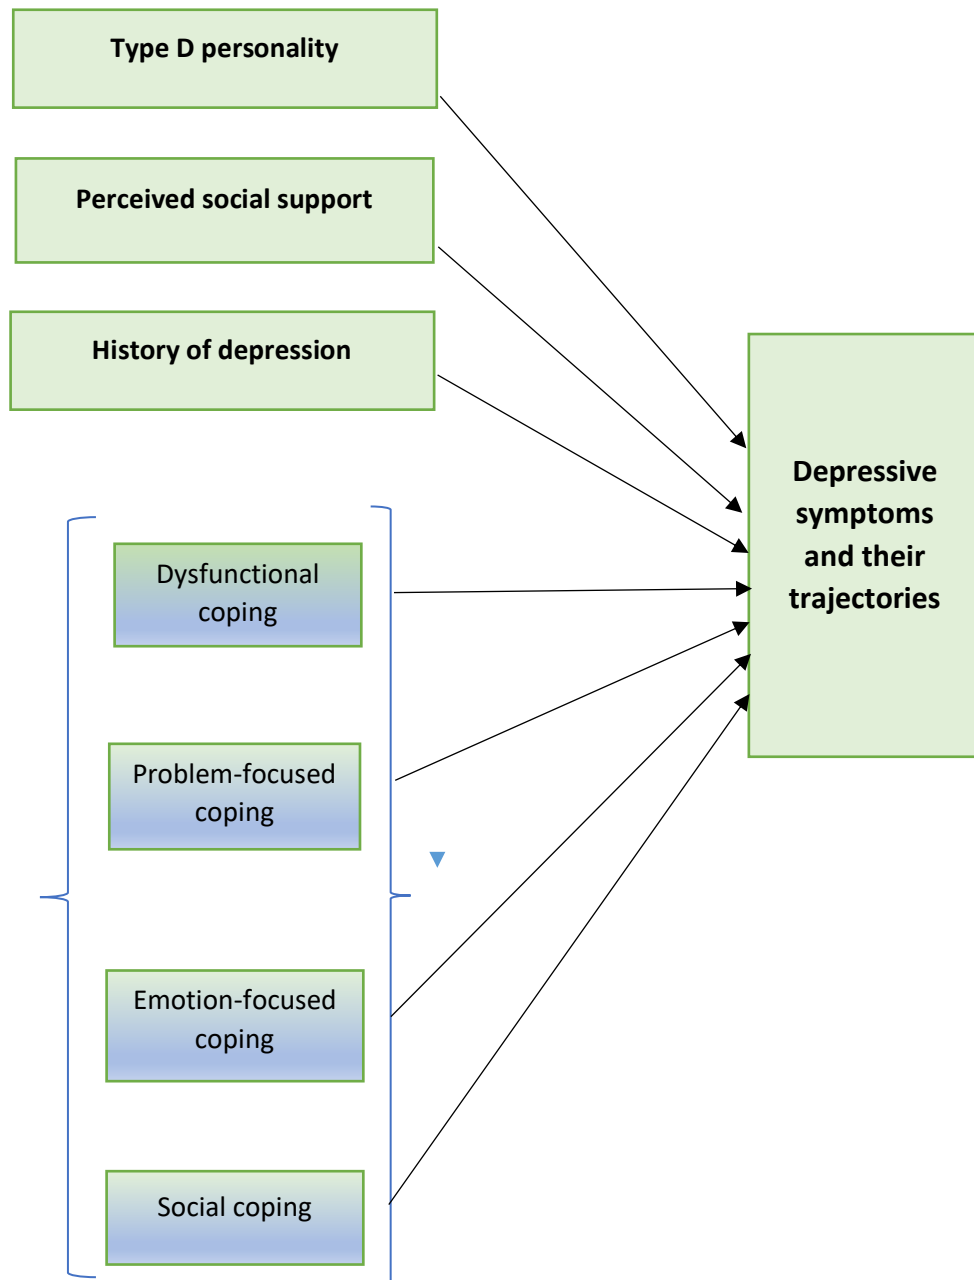 Type D personality
Perceived social support
History of depression
Depressive
symptoms
and their
trajectories
Dysfunctional
coping
Problem-focused
coping
Emotion-focused
coping
Social coping